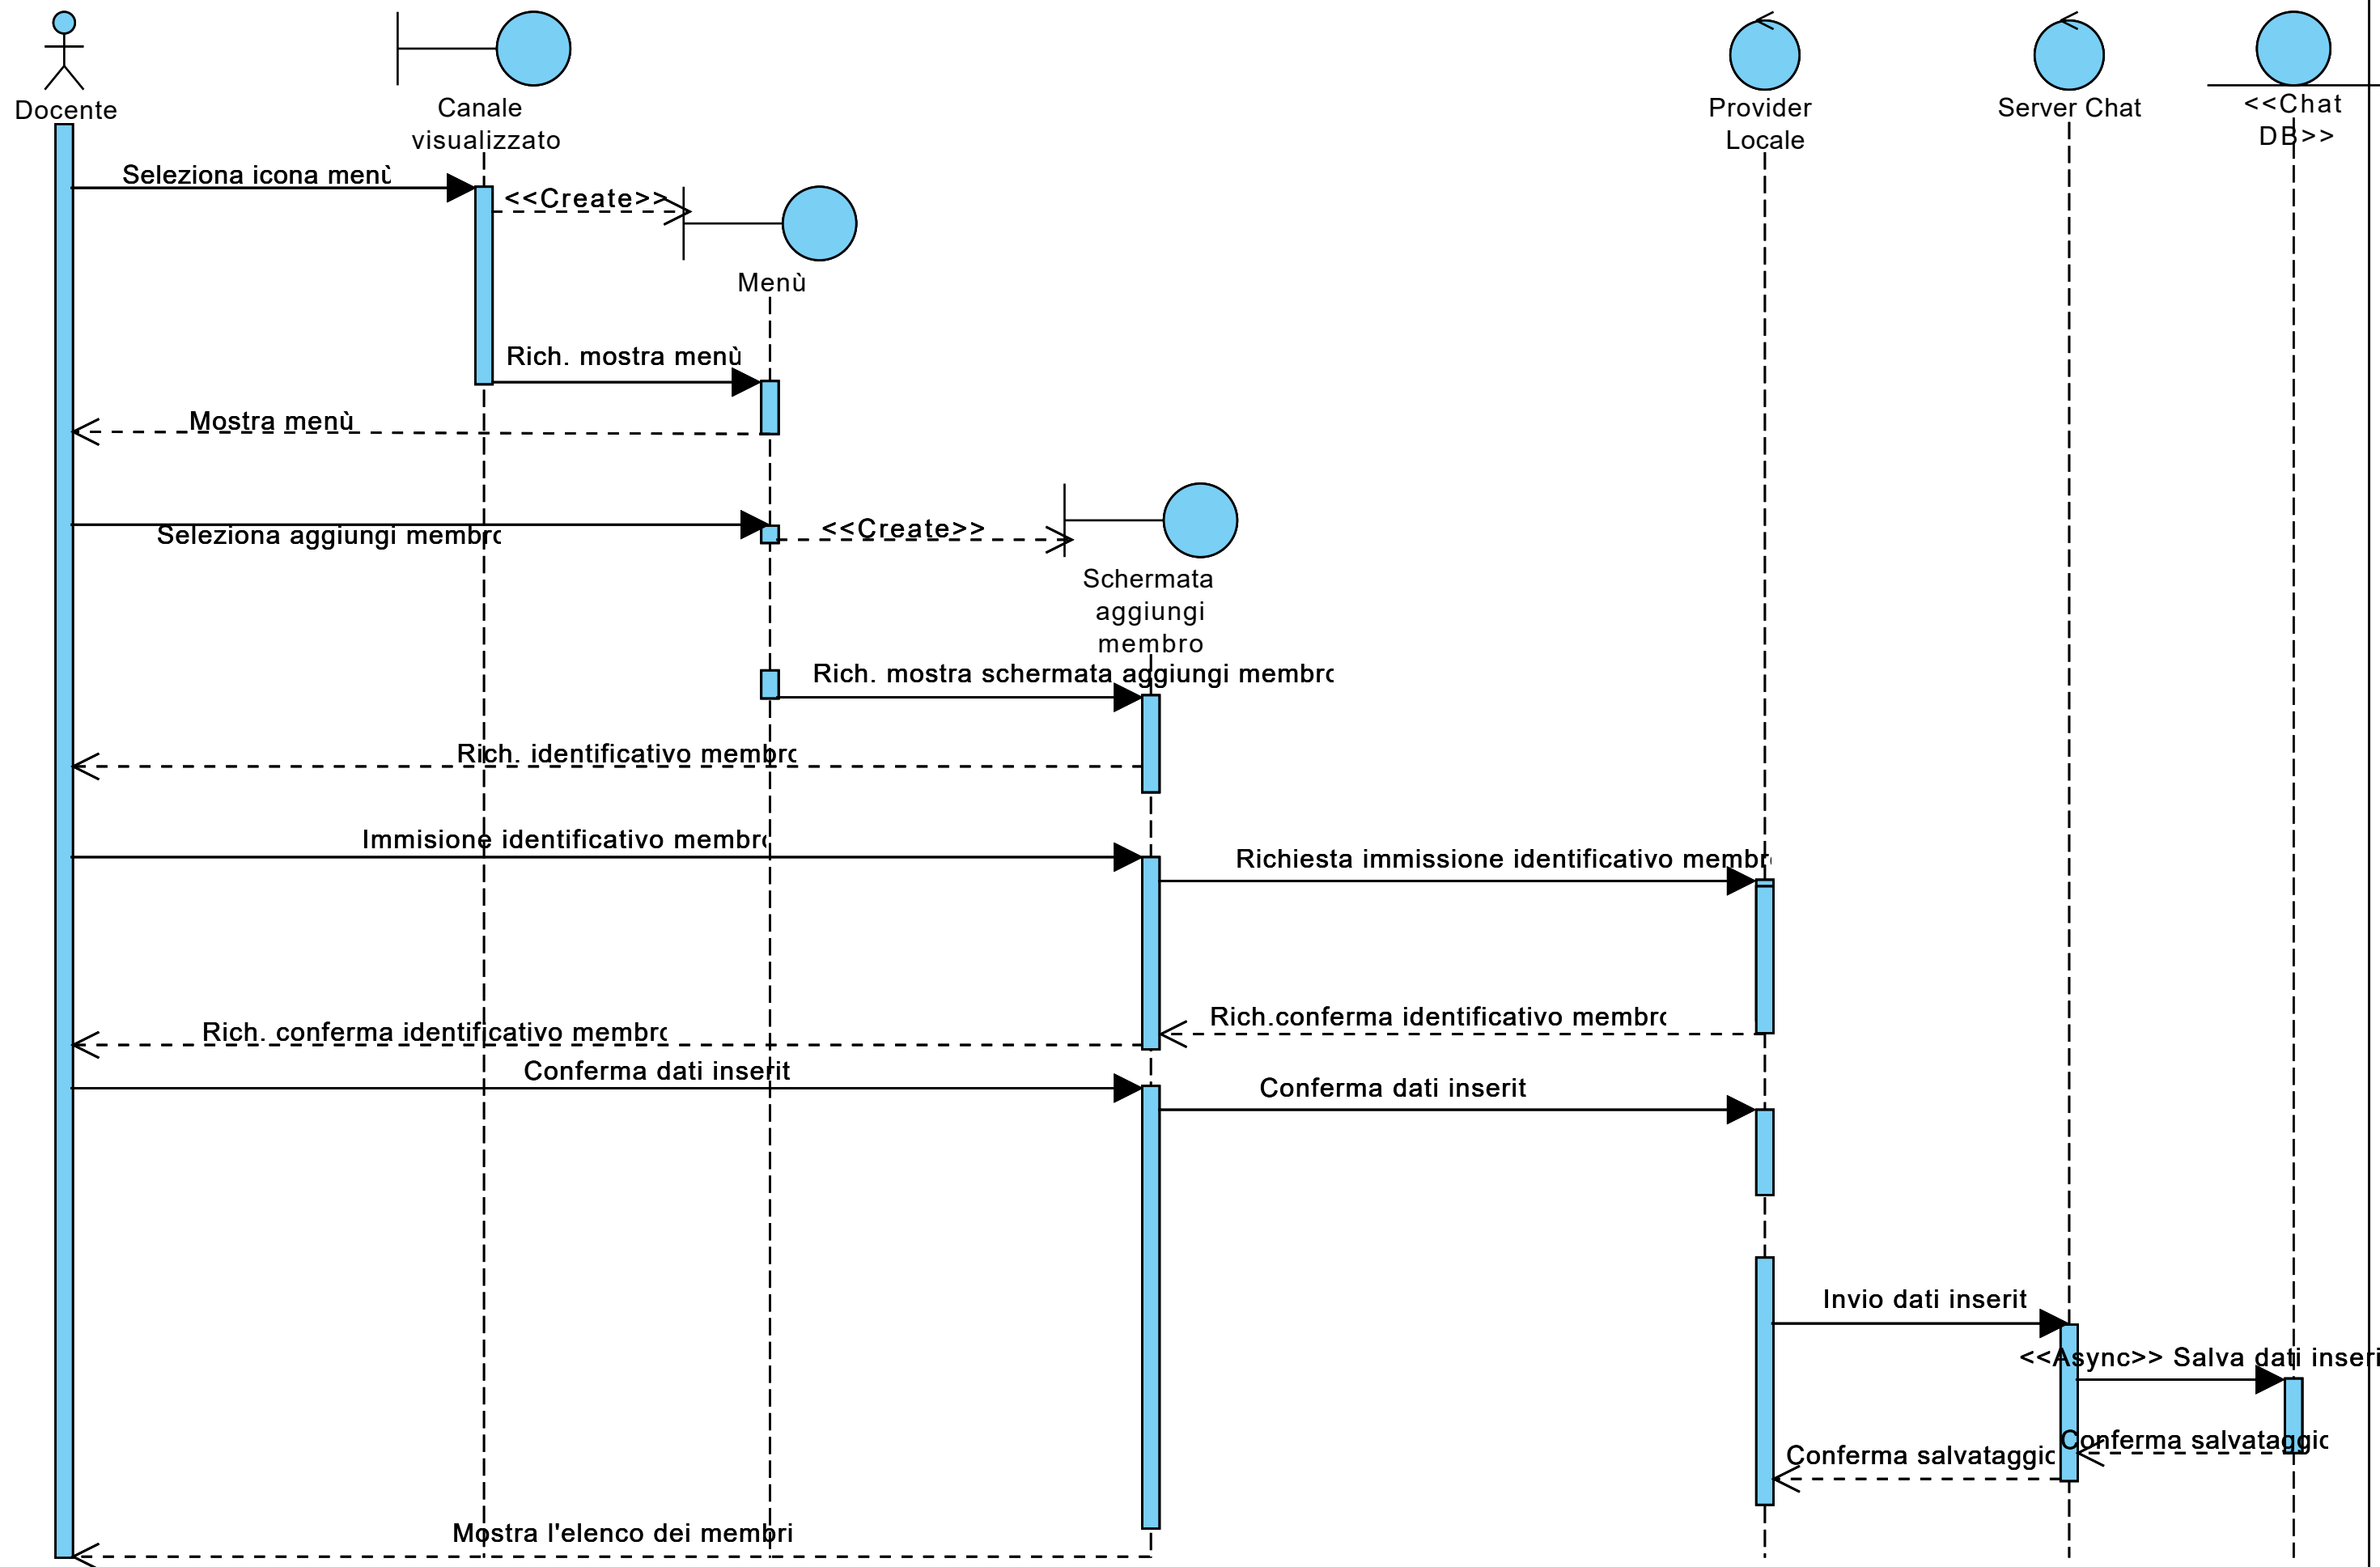 Docente
Canale
visualizzato
Provider
Locale
Server Chat
<<Chat
DB>>
Seleziona icona menù
<<Create>>
Menù
Rich. mostra menù
Mostra menù
Seleziona aggiungi membro
<<Create>>
Schermata
aggiungi
membro
Rich. mostra schermata aggiungi membro
Rich. identificativo membro
Immisione identificativo membro
Richiesta immissione identificativo membr
Rich.conferma identificativo membro
Rich. conferma identificativo membro
Conferma dati inserit
Conferma dati inserit
Invio dati inserit
<<Async>> Salva dati inseri
Conferma salvataggio
Conferma salvataggio
Mostra l'elenco dei membri